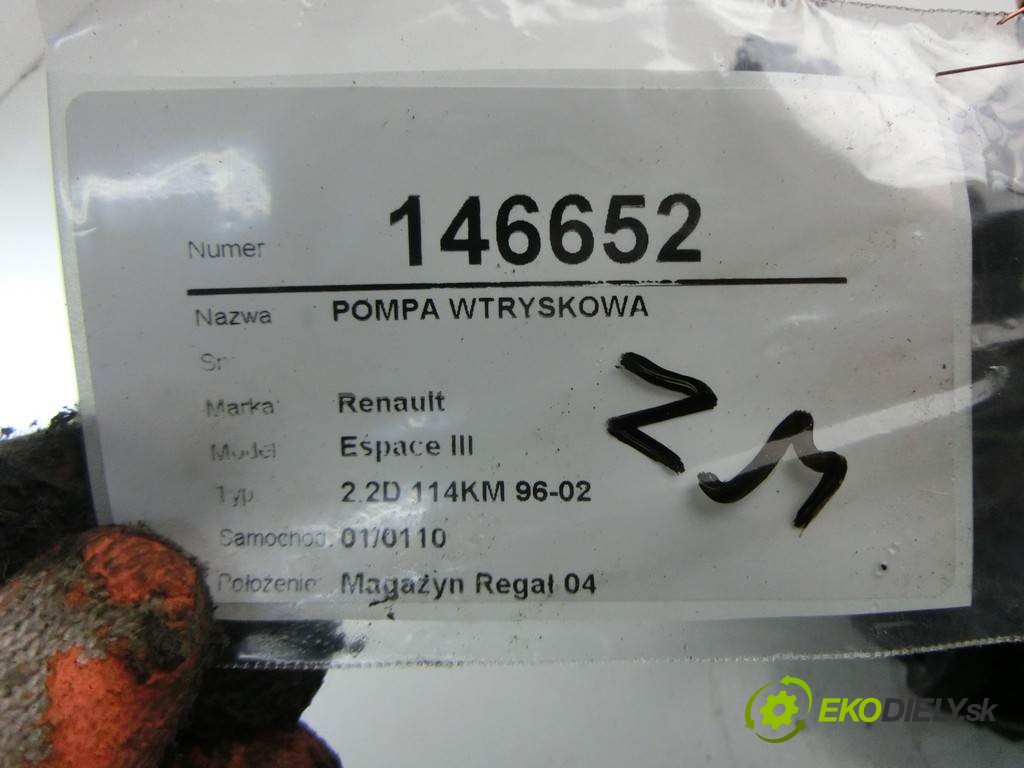 Numer 146652
Nazwa POMPA WTRYSKOWA
Sr
Marka Renault
Model Espace III
Typ 2.2D 114KM 96-02
Samochod. 01/0110
Położenie Magazyn Regał 04
EKODIELY.sk